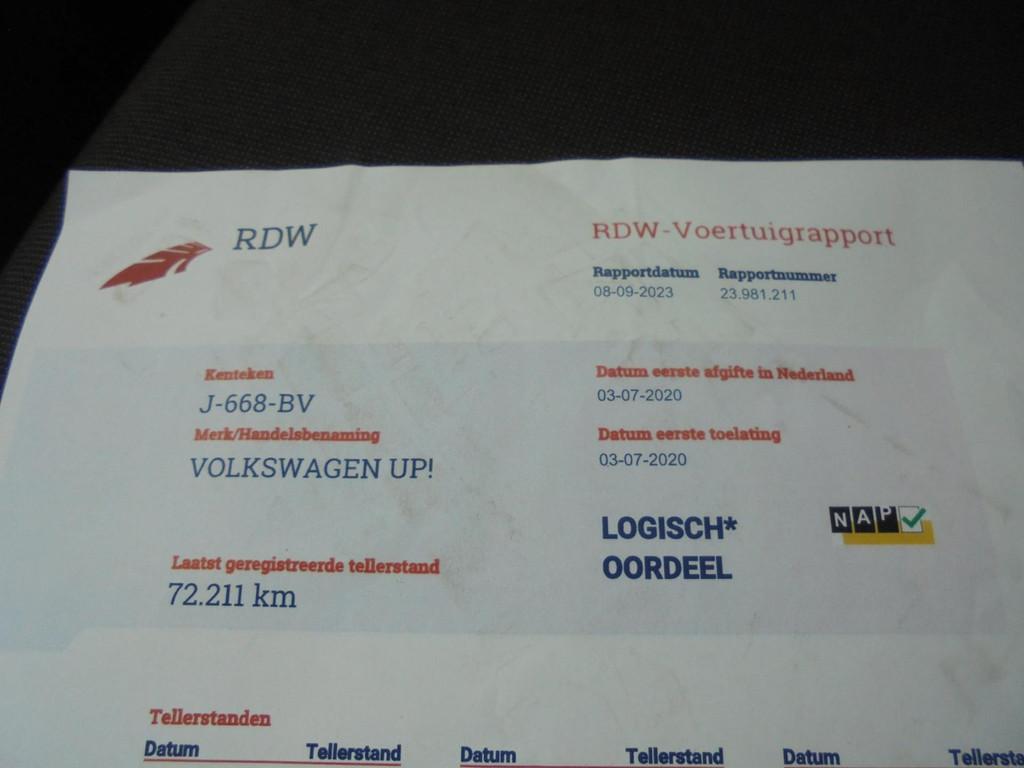 RDW
RDW-Voertuigrapport
Rapportdatum Rapportnummer
08-09-2023 23.981.211
Kenteken
J-668-BV
Merk/Handelsbenaming
VOLKSWAGEN UP!
Laatst geregistreerde tellerstand
72.211 km
Datum eerste afgifte in Nederland
03-07-2020
Datum eerste toelating
03-07-2020
LOGISCH*
OORDEEL
NAP
Tellerstanden
Datum Tellerstand Datum Tellerstand Datum Tellersta